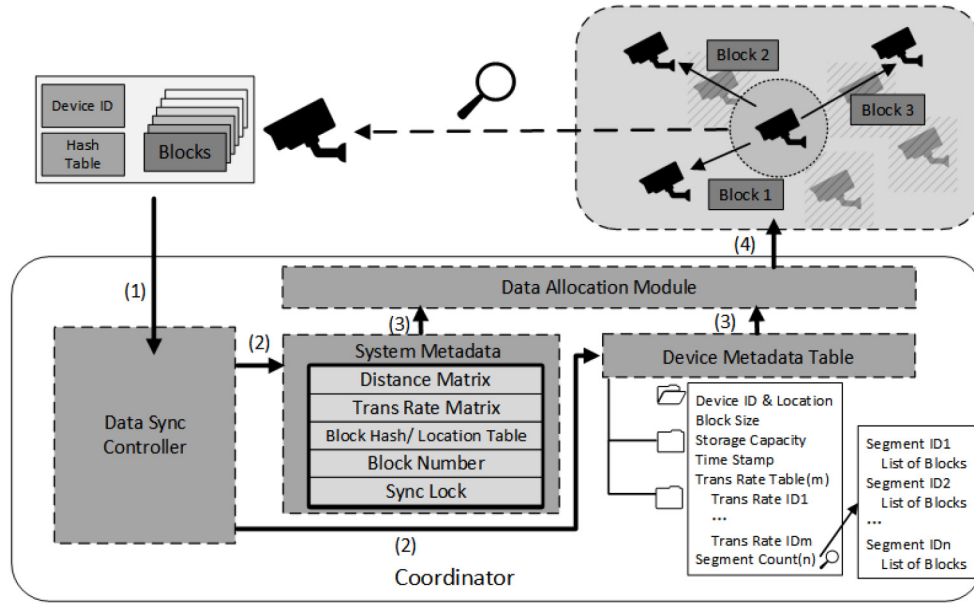 Device ID
Hash
Table
Blocks
Block 2
Block 3
Block 1
(4)
(1)
Data Allocation Module
(3)
(3)
(2)
System Metadata
Distance Matrix
Trans Rate Matrix
Block Hash/ Location Table
Block Number
Sync Lock
Data Sync
Controller
(2)
Device Metadata Table
Device ID & Location
Block Size
Storage Capacity
Time Stamp
Trans Rate Table(m)
Trans Rate ID1
...
Trans Rate IDm
Segment Count(n)
Segment ID1
List of Blocks
Segment ID2
List of Blocks
...
Segment IDn
List of Blocks
Coordinator